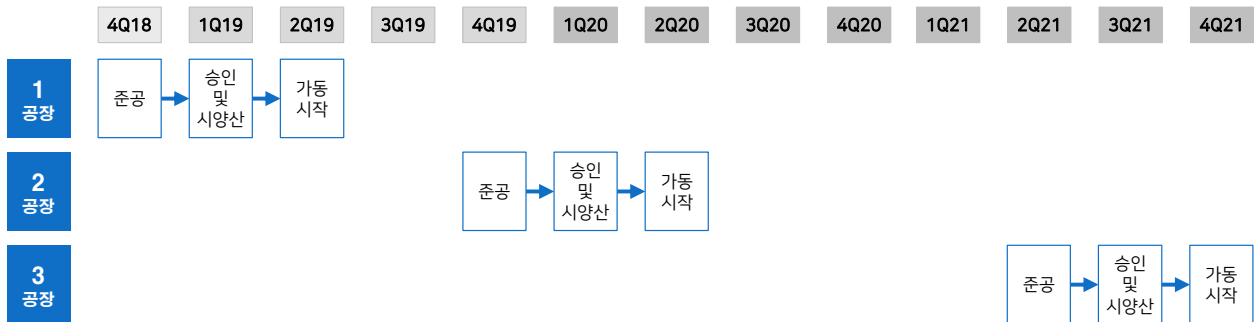 4Q18 1Q19 2Q19 3Q19 4Q19 1Q20 2Q20 3Q20 4Q20 1Q21 2Q21 3Q21 4Q21
1
공장
준공
승인
및
시양산
가동
시작
2
공장
준공
승인
및
시양산
가동
시작
3
공장
준공
승인
및
시양산
가동
시작